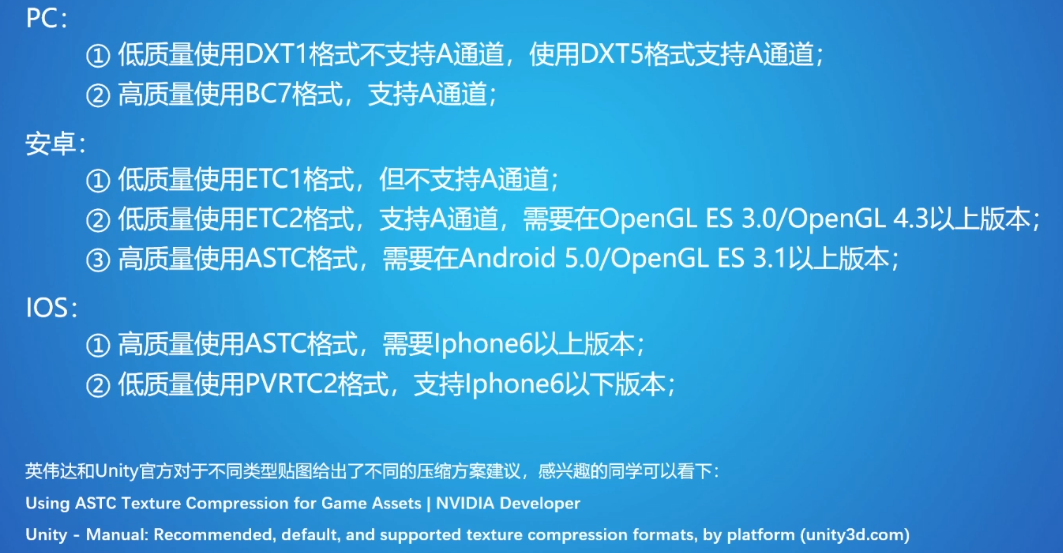 PC：
① 低质量使用DXT1格式不支持A通道，使用DXT5格式支持A通道；
② 高质量使用BC7格式，支持A通道；
安卓：
① 低质量使用ETC1格式，但不支持A通道；
② 低质量使用ETC2格式，支持A通道，需要在OpenGL ES 3.0/OpenGL 4.3以上版本；
③ 高质量使用ASTC格式，需要在Android 5.0/OpenGL ES 3.1以上版本；
IOS：
① 高质量使用ASTC格式，需要Iphone6以上版本；
② 低质量使用PVRTC2格式，支持Iphone6以下版本；
英伟达和Unity官方对于不同类型贴图给出了不同的压缩方案建议，感兴趣的同学可以看下：
Using ASTC Texture Compression for Game Assets | NVIDIA Developer
Unity - Manual: Recommended, default, and supported texture compression formats, by platform (unity3d.com)